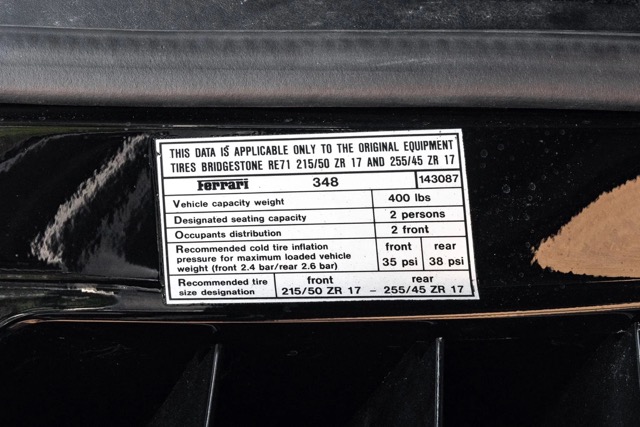 THIS DATA IS APPLICABLE ONLY TO THE ORIGINAL EQUIPMENT
TIRES BRIDGESTONE RE71 215/50 ZR 17 AND 255/45 ZR 17
Ferrari 348 143087
Vehicle capacity weight 400 lbs
Designated seating capacity 2 persons
Occupants distribution 2 front
Recommended cold tire inflation front rear
pressure for maximum loaded vehicle 35 psi 38 psi
weight (front 2.4 bar/rear 2.6 bar)
Recommended tire front rear
size designation 215/50 ZR 17 - 255/45 ZR 17